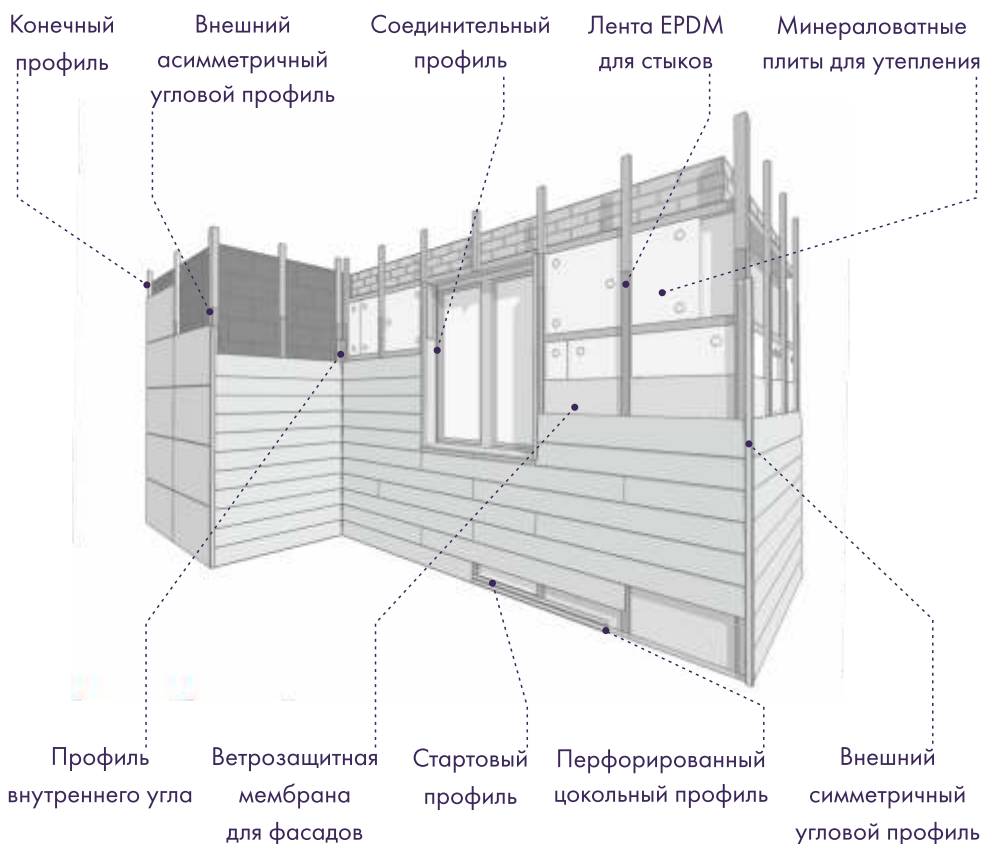 Конечный
профиль
Внешний
асимметричный
угловой профиль
Соединительный
профиль
Лента EPDM
для стыков
Минераловатные
плиты для утепления
Профиль
внутреннего угла
Ветрозащитная
мембрана
для фасадов
Стартовый
профиль
Перфорированный
цокольный профиль
Внешний
симметричный
угловой профиль